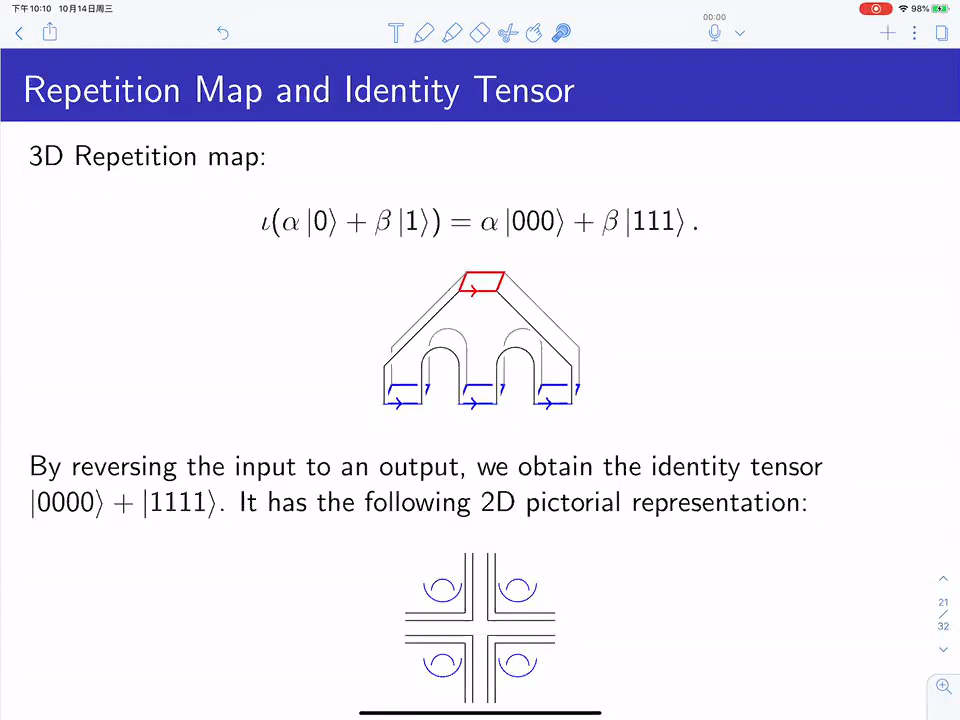 下午10:10 10月14日周三
98%
00:00
Repetition Map and Identity Tensor
3D Repetition map:
ι(α |0⟩ + β |1⟩) = α |000⟩ + β |111⟩ .
By reversing the input to an output, we obtain the identity tensor
|0000⟩ + |1111⟩. It has the following 2D pictorial representation:
21
/
32